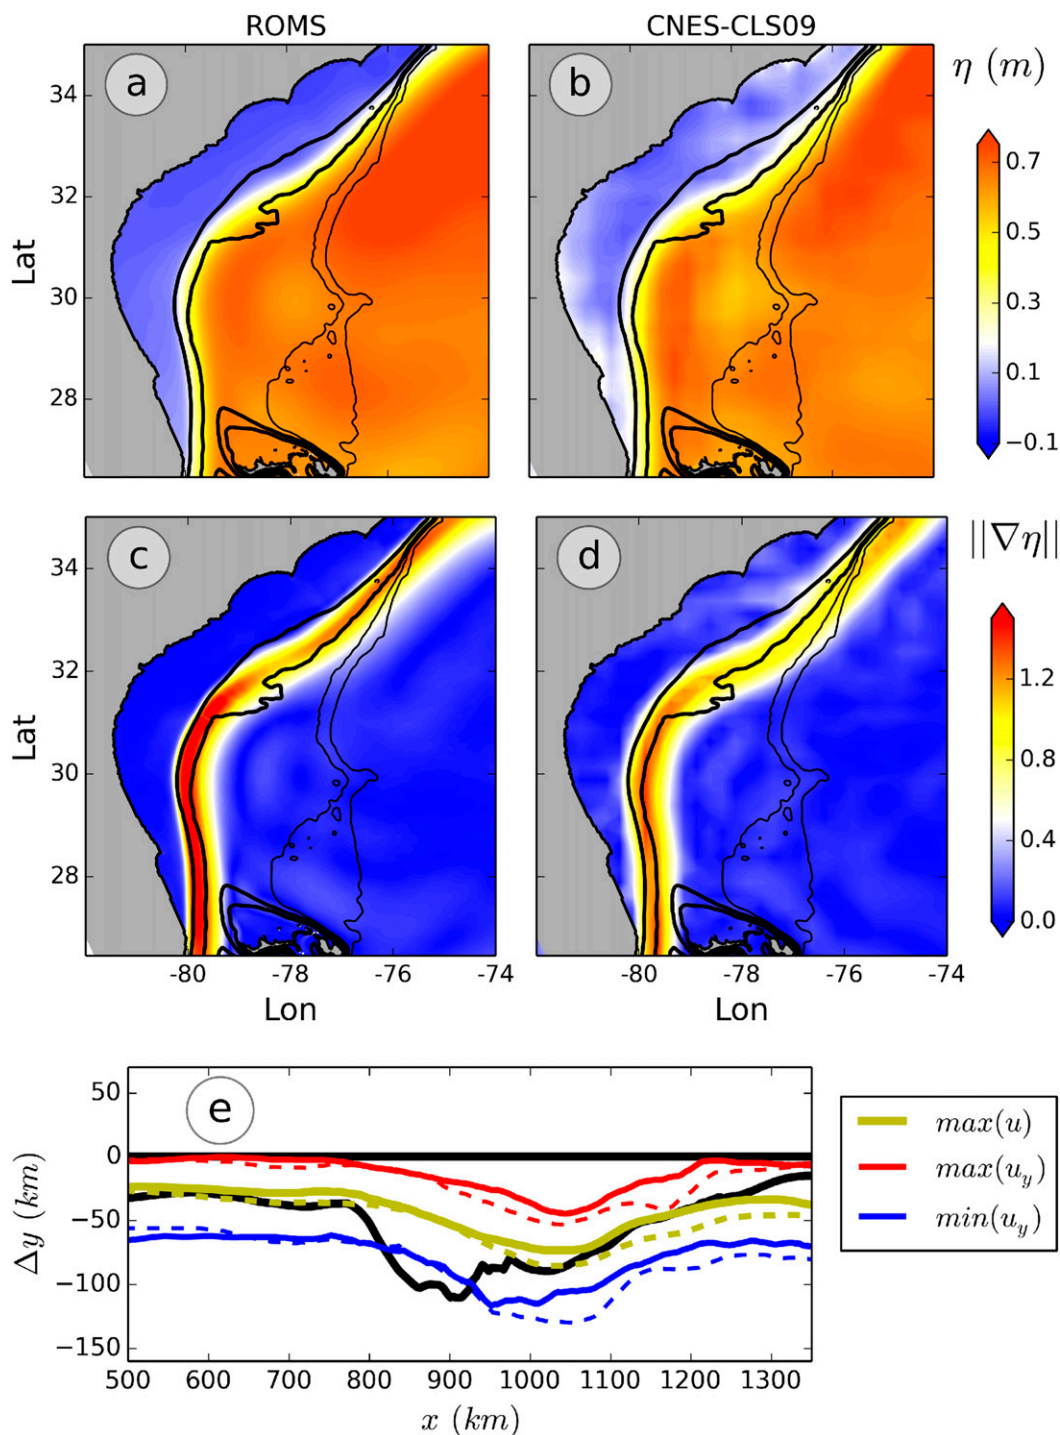 ROMS
CNES-CLS09
a
b
η (m)
34
32
30
28
Lat
0.7
0.5
0.3
0.1
−0.1
c
d
||∇η||
34
32
30
28
Lat
1.2
0.8
0.4
0.0
-80
-78
-76
-74
-80
-78
-76
-74
Lon
Lon
e
50
0
−50
−100
−150
Δy (km)
500
600
700
800
900
1000
1100
1200
1300
x (km)
max(u)
max(u_y)
min(u_y)